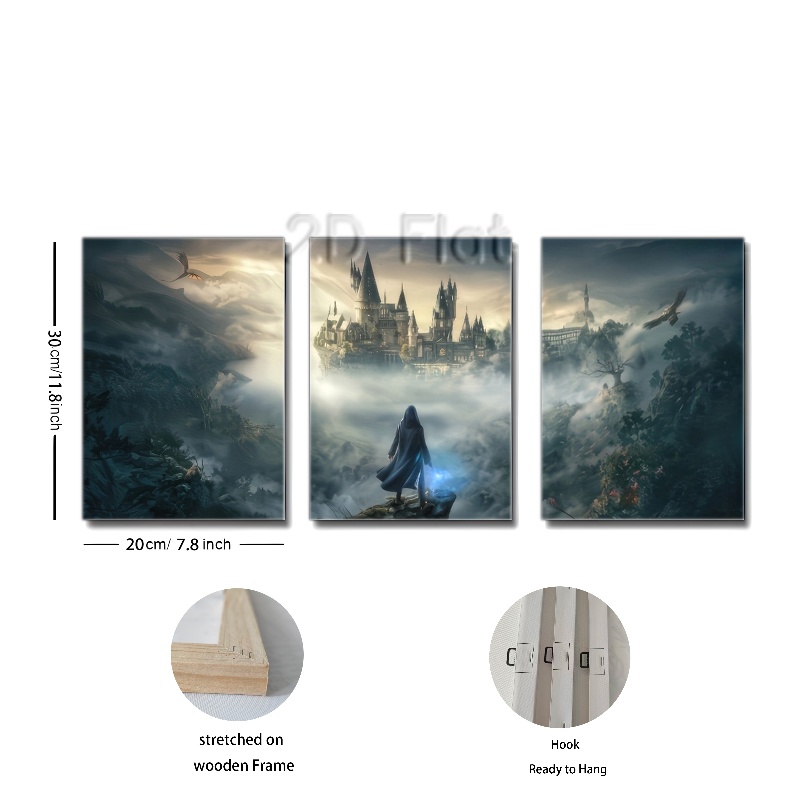 2D Flat
30cm/11.8inch
20cm/ 7.8 inch
stretched on
wooden Frame
Hook
Ready to Hang